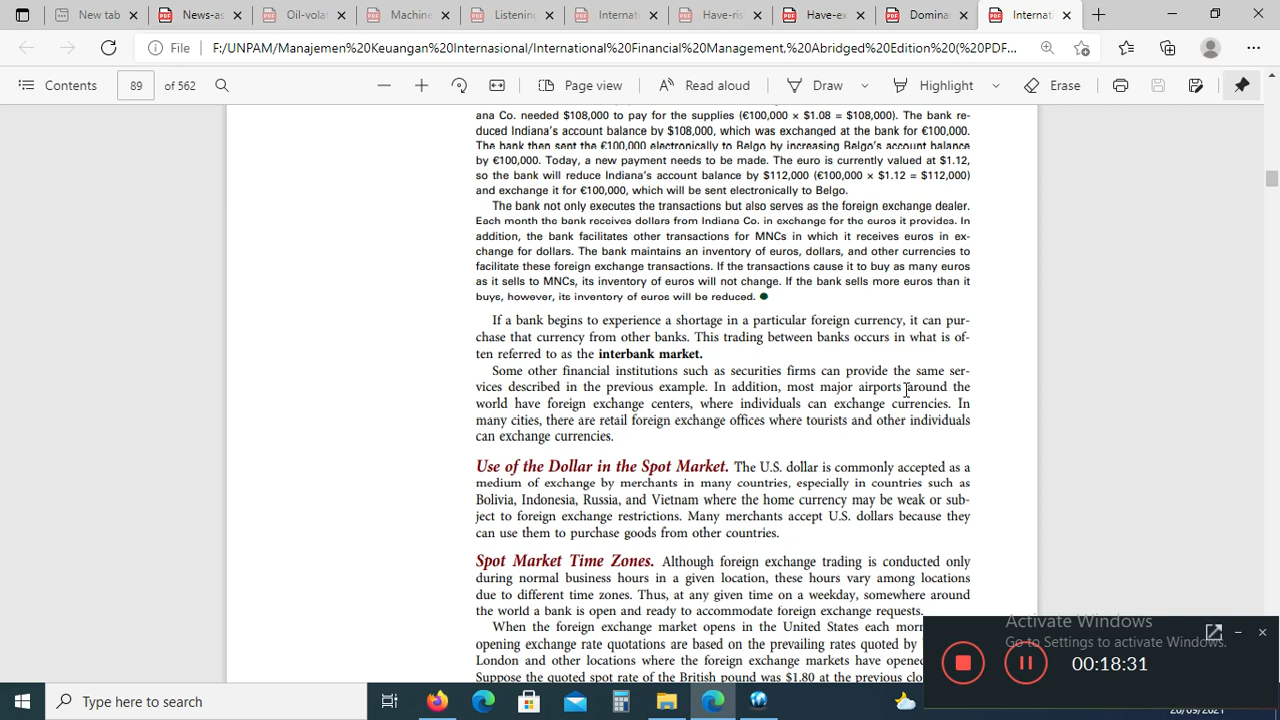 New tab
News-as
Oil-vola
Machine
Listening
Internati
Have-ris
Have-ex
Domina
Internati
File
F:/UNPAM/Manajemen%20Keuangan%20Internasional/International%20Financial%20Msnagement,%20Abridged%20Edition%20(%20PDF...
Contents
89
of 562
Page view
Read aloud
Draw
Highlight
Erase
ana Co. needed $108,000 to pay for the supplies (€100,000 × $1.08 = $108,000). The bank re-
duced Indiana's account balance by $108,000, which was exchanged at the bank for €100,000.
The bank then sent the €100,000 electronically to Belgo by increasing Belgo's account balance
by €100,000. Today, a new payment needs to be made. The euro is currently valued at $1.12,
so the bank will reduce Indiana's account balance by $112,000 (€100,000 × $1.12 = $112,000)
and exchange it for €100,000, which will be sent electronically to Belgo.
The bank not only executes the transactions but also serves as the foreign exchange dealer.
Each month the bank receives dollars from Indiana Co. in exchange for the euros it provides. In
addition, the bank facilitates other transactions for MNCs in which it receives euros in ex-
change for dollars. The bank maintains an inventory of euros, dollars, and other currencies to
facilitate these foreign exchange transactions. If the transactions cause it to buy as many euros
as it sells to MNCs, its inventory of euros will not change. If the bank sells more euros than it
buys, however, its inventory of euros will be reduced.
If a bank begins to experience a shortage in a particular foreign currency, it can pur-
chase that currency from other banks. This trading between banks occurs in what is of-
ten referred to as the interbank market.
Some other financial institutions such as securities firms can provide the same ser-
vices described in the previous example. In addition, most major airports around the
world have foreign exchange centers, where individuals can exchange currencies. In
many cities, there are retail foreign exchange offices where tourists and other individuals
can exchange currencies.
Use of the Dollar in the Spot Market. The U.S. dollar is commonly accepted as a
medium of exchange by merchants in many countries, especially in countries such as
Bolivia, Indonesia, Russia, and Vietnam where the home currency may be weak or sub-
ject to foreign exchange restrictions. Many merchants accept U.S. dollars because they
can use them to purchase goods from other countries.
Spot Market Time Zones. Although foreign exchange trading is conducted only
during normal business hours in a given location, these hours vary among locations
due to different time zones. Thus, at any given time on a weekday, somewhere around
the world a bank is open and ready to accommodate foreign exchange requests.
When the foreign exchange market opens in the United States each morn
opening exchange rate quotations are based on the prevailing rates quoted by
London and other locations where the foreign exchange markets have opened
Suppose the quoted spot rate of the British pound was $1.80 at the previous clo
Activate Windows
Go to Settings to activate Windows.
00:18:31
Type here to search
20/09/2021